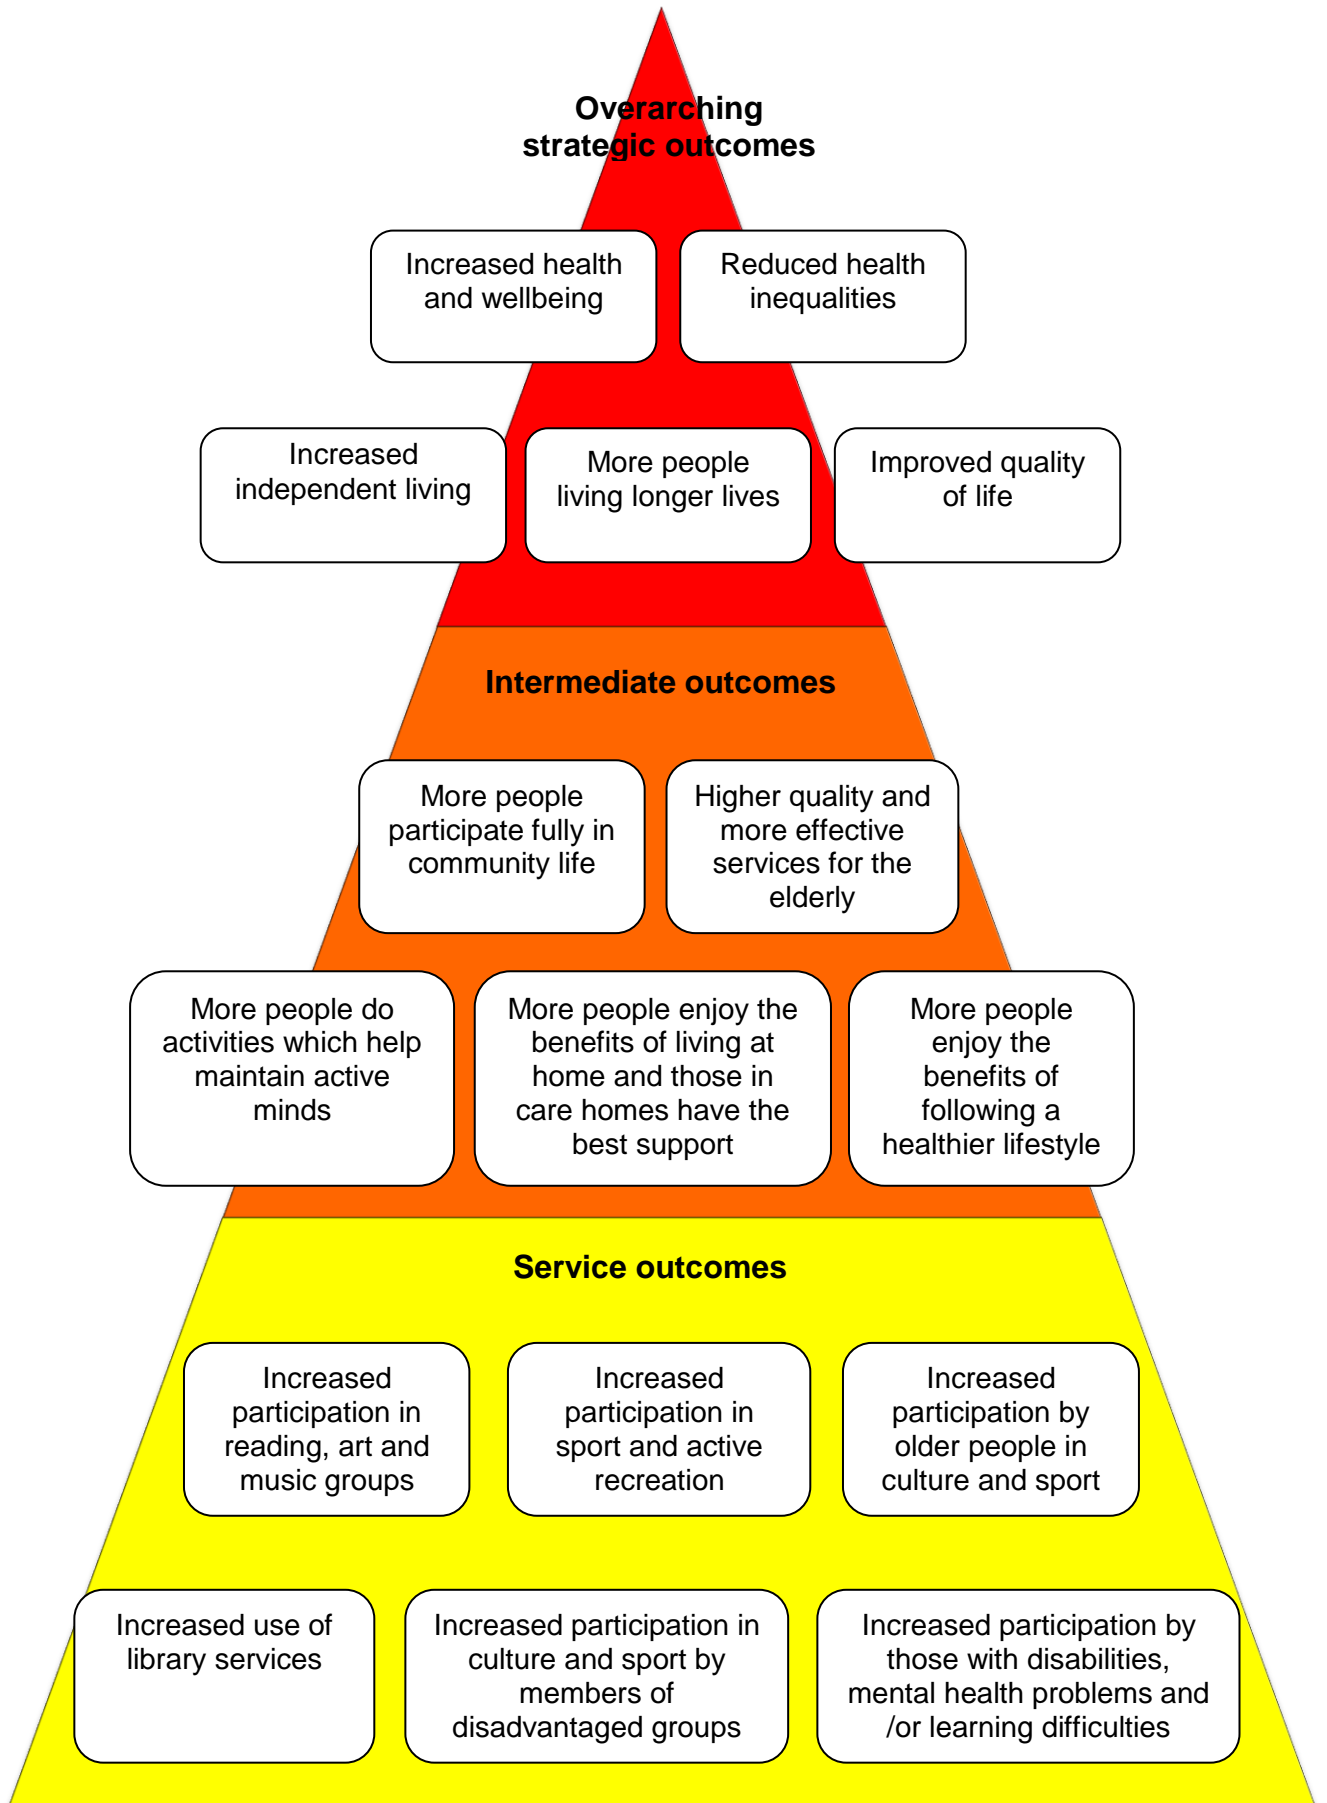 Overarching
strategic outcomes
Increased health
and wellbeing
Reduced health
inequalities
Increased
independent living
More people
living longer lives
Improved quality
of life
Intermediate outcomes
More people
participate fully in
community life
Higher quality and
more effective
services for the
elderly
More people do
activities which help
maintain active
minds
More people enjoy the
benefits of living at
home and those in
care homes have the
best support
More people
enjoy the
benefits of
following a
healthier lifestyle
Service outcomes
Increased
participation in
reading, art and
music groups
Increased
participation in
sport and active
recreation
Increased
participation by
older people in
culture and sport
Increased use of
library services
Increased participation in
culture and sport by
members of
disadvantaged groups
Increased participation by
those with disabilities,
mental health problems and
/or learning difficulties